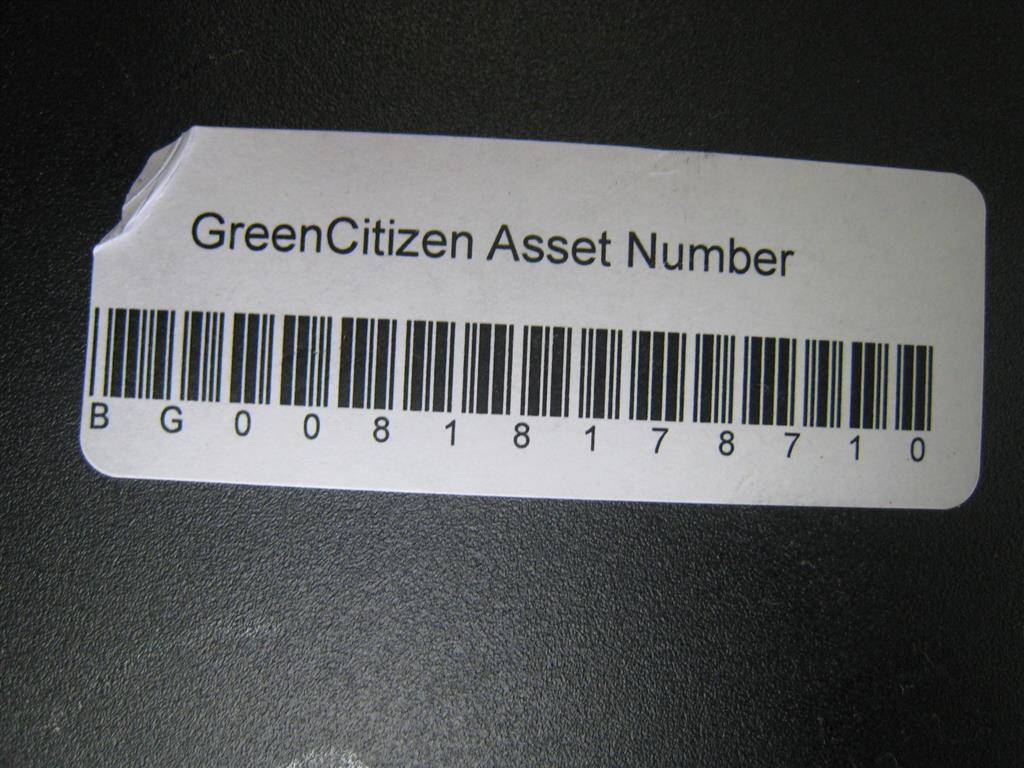 GreenCitizen Asset Number
B G 0 0 8 1 8 1 7 8 7 1 0